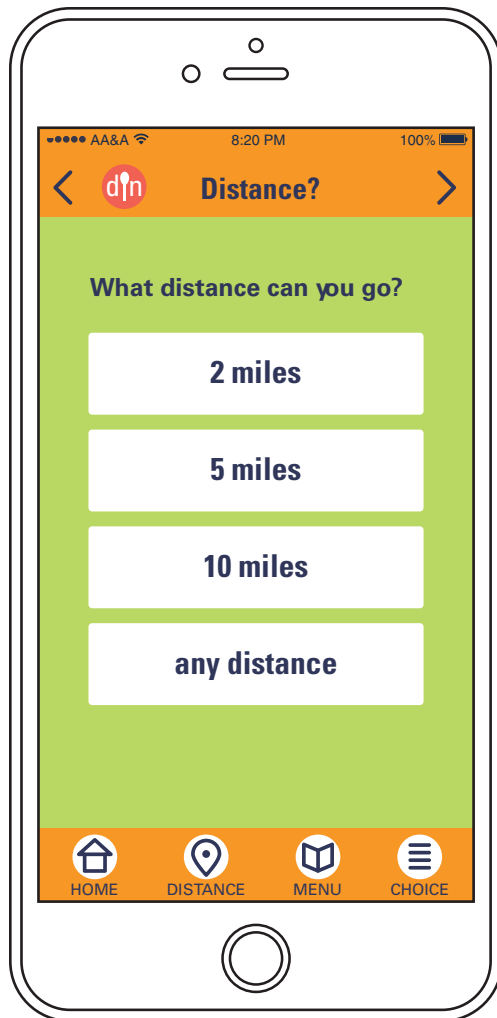 AA&A 8:20 PM 100%
din Distance?
What distance can you go?
2 miles
5 miles
10 miles
any distance
HOME DISTANCE MENU CHOICE